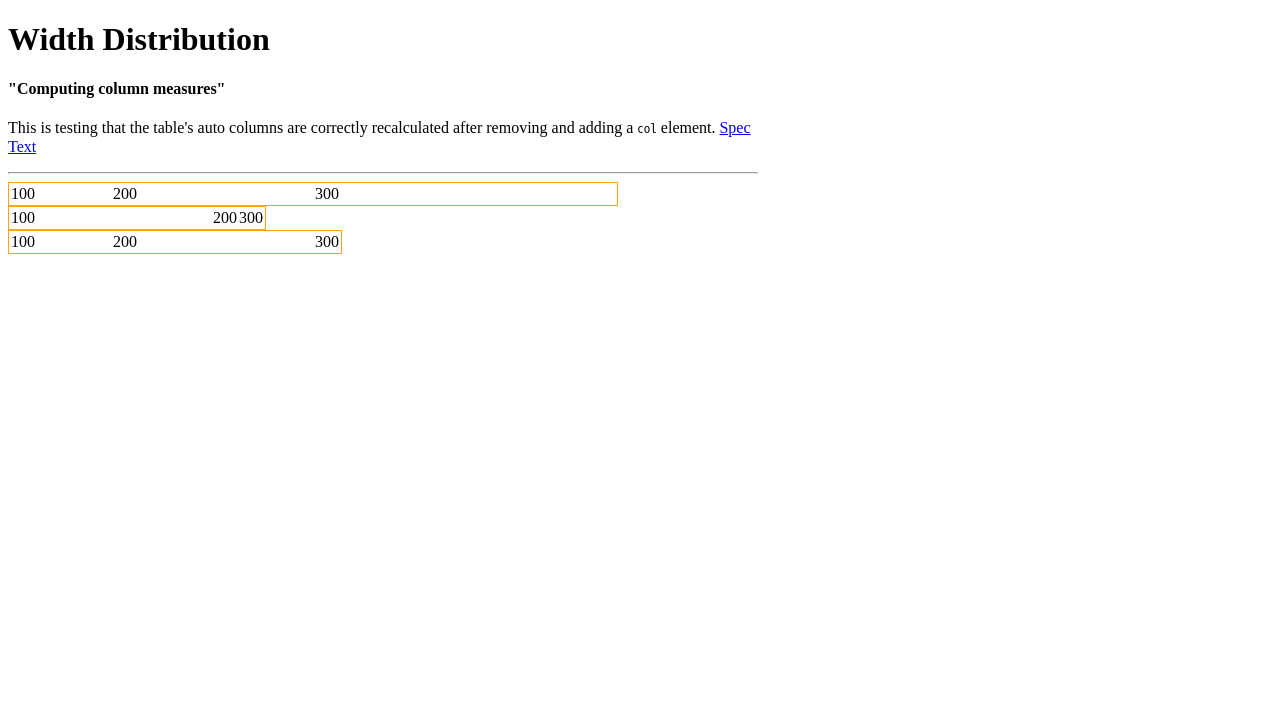 Width Distribution
"Computing column measures"
This is testing that the table's auto columns are correctly recalculated after removing and adding a col element. Spec
Text
100 200 300
100 200 300
100 200 300